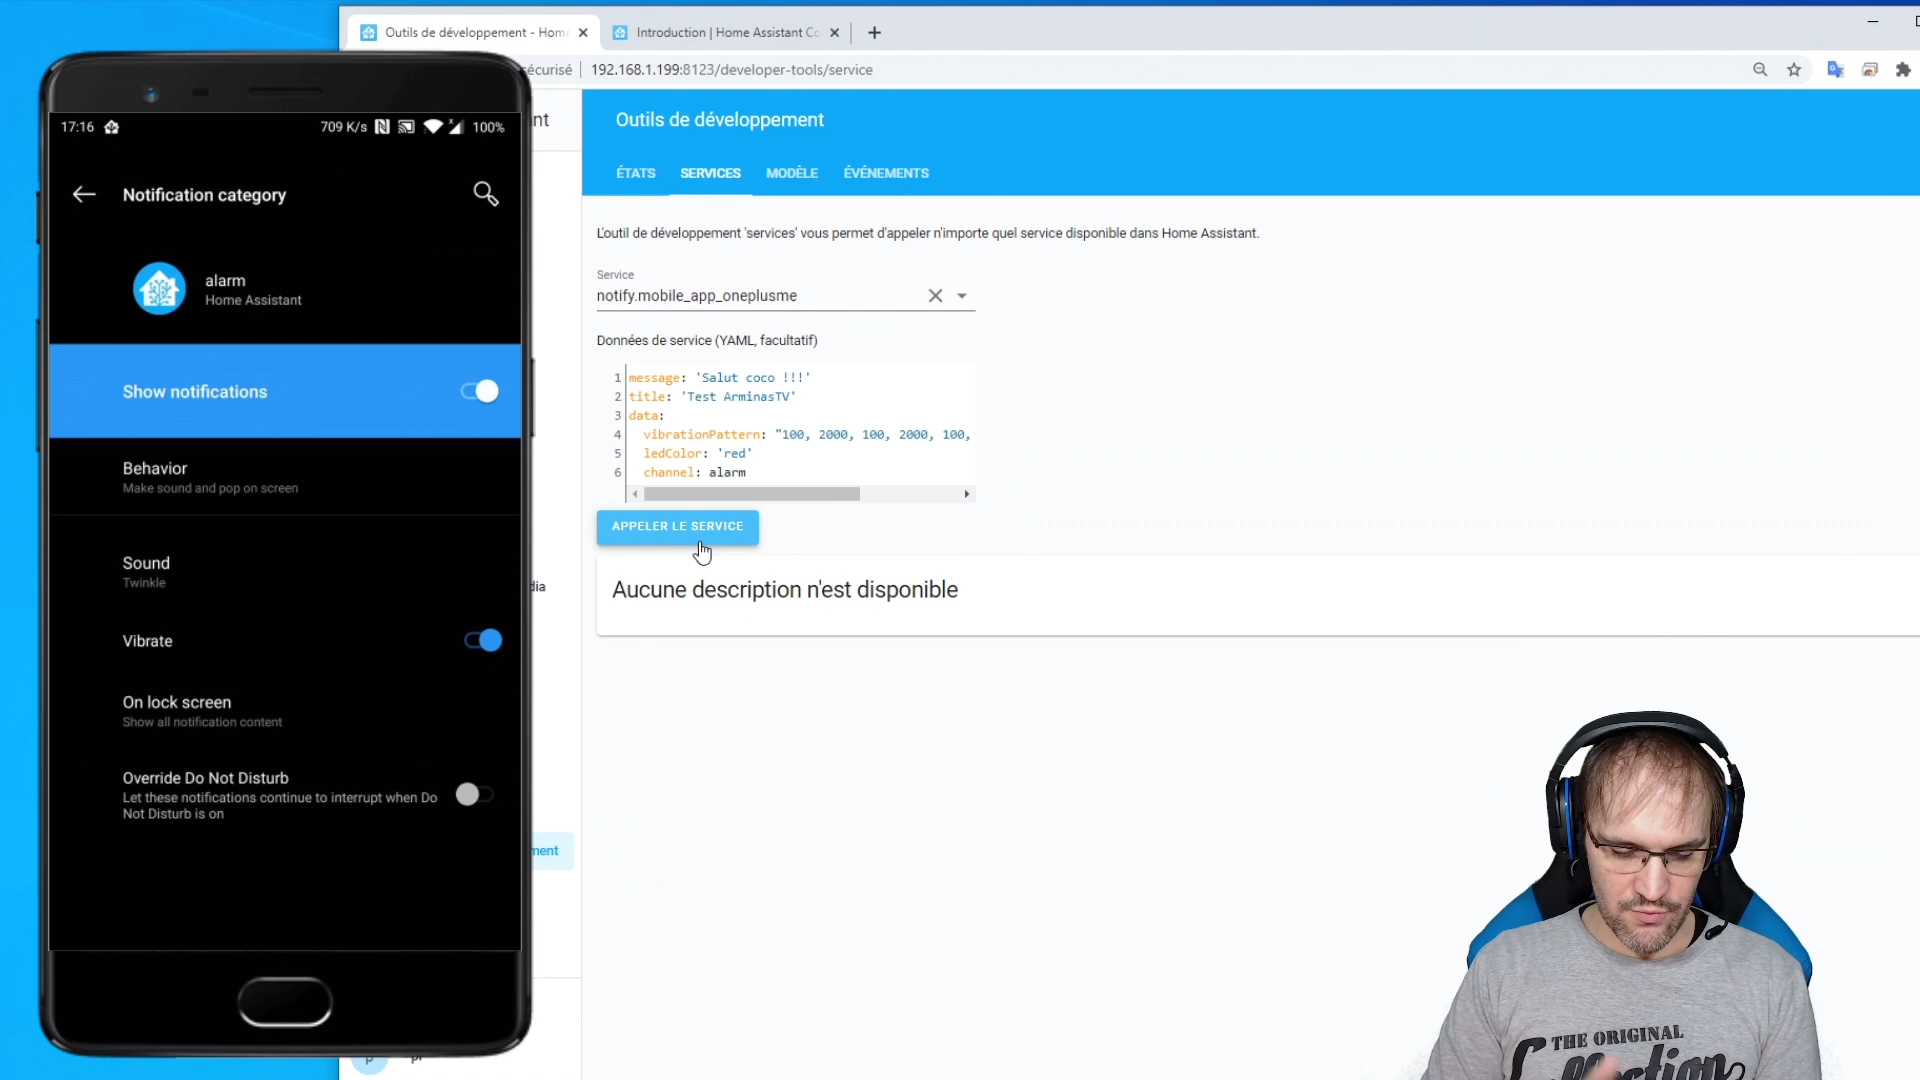 Outils de développement - Home
Introduction | Home Assistant Co
écurisé
192.168.1.199:8123/developer-tools/service
17:16
709 K/s
100%
Notification category
alarm
Home Assistant
Show notifications
Behavior
Make sound and pop on screen
Sound
Twinkle
Vibrate
On lock screen
Show all notification content
Override Do Not Disturb
Let these notifications continue to interrupt when Do
Not Disturb is on
nt
dia
ment
Outils de développement
ÉTATS
SERVICES
MODÈLE
ÉVÉNEMENTS
L'outil de développement 'services' vous permet d'appeler n'importe quel service disponible dans Home Assistant.
Service
notify.mobile_app_oneplusme
Données de service (YAML, facultatif)
1 message: 'Salut coco !!!'
2 title: 'Test ArminasTV'
3 data:
4 vibrationPattern: "100, 2000, 100, 2000, 100,
5 ledColor: 'red'
6 channel: alarm
APPELER LE SERVICE
Aucune description n'est disponible
THE ORIGINAL